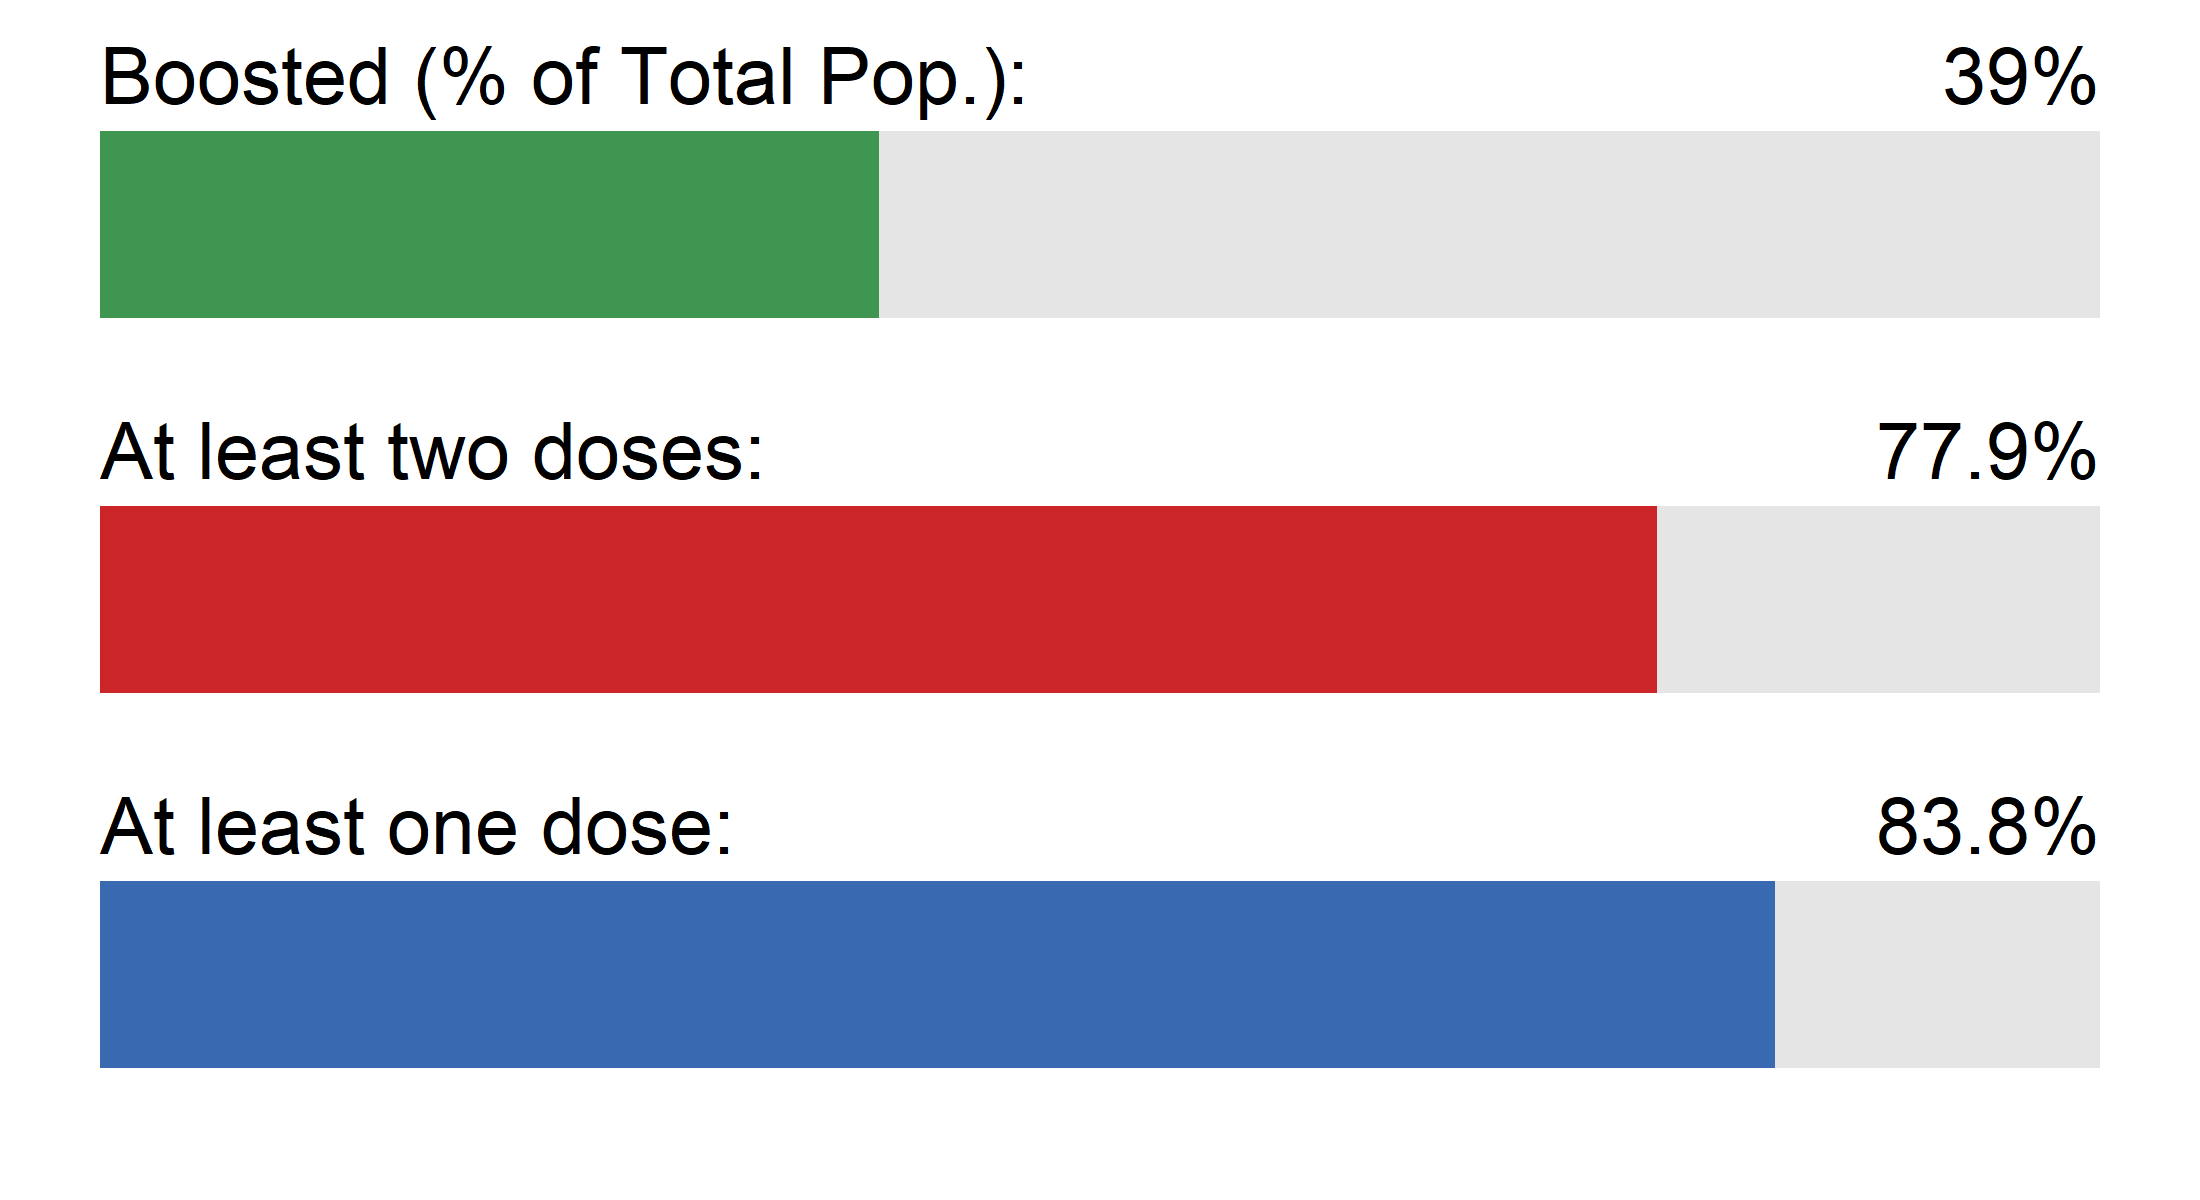 Boosted (% of Total Pop.): 39%
At least two doses: 77.9%
At least one dose: 83.8%